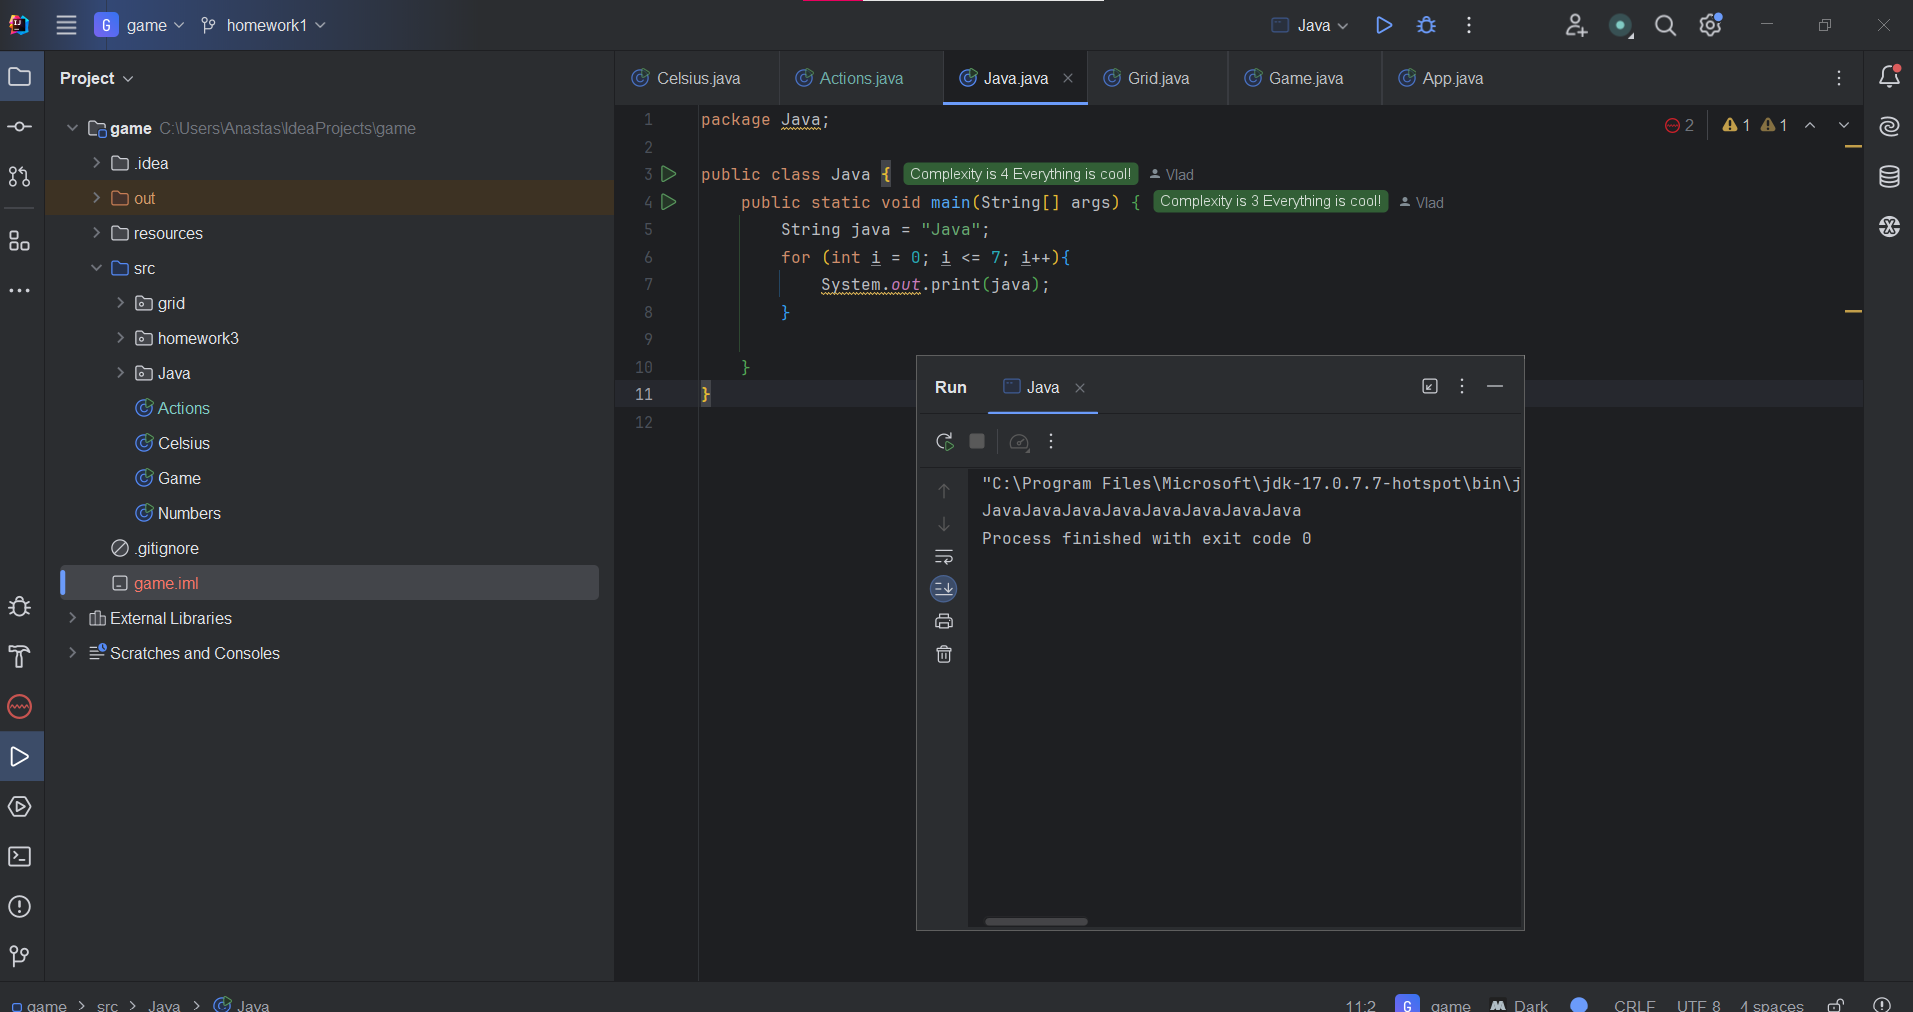 G game homework1 Java
Project
Celsius.java Actions.java Java.java Grid.java Game.java App.java
game C:\Users\Anastas\IdeaProjects\game
.idea
out
resources
src
grid
homework3
Java
Actions
Celsius
Game
Numbers
.gitignore
game.iml
External Libraries
Scratches and Consoles
2 1 1
1 package Java;
2
3 public class Java { Complexity is 4 Everything is cool! Vlad
4 public static void main(String[] args) { Complexity is 3 Everything is cool! Vlad
5 String java = "Java";
6 for (int i = 0; i <= 7; i++){
7 System.out.print(java);
8 }
9
10 }
11 }
12
Run Java
"C:\Program Files\Microsoft\jdk-17.0.7.7-hotspot\bin\j
JavaJavaJavaJavaJavaJavaJavaJava
Process finished with exit code 0
game > src > Java > Java
11:2 G game Dark CRLF UTF 8 4 spaces